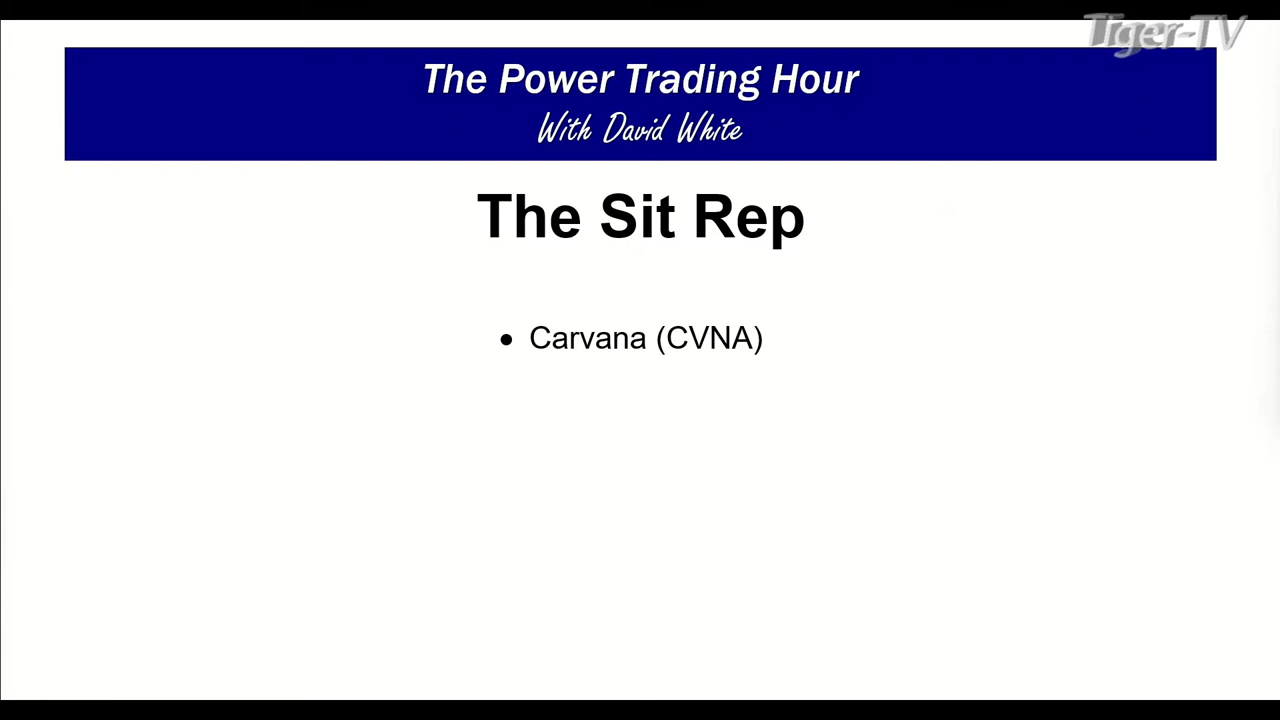 Tiger-TV
The Power Trading Hour
With David White
The Sit Rep
• Carvana (CVNA)